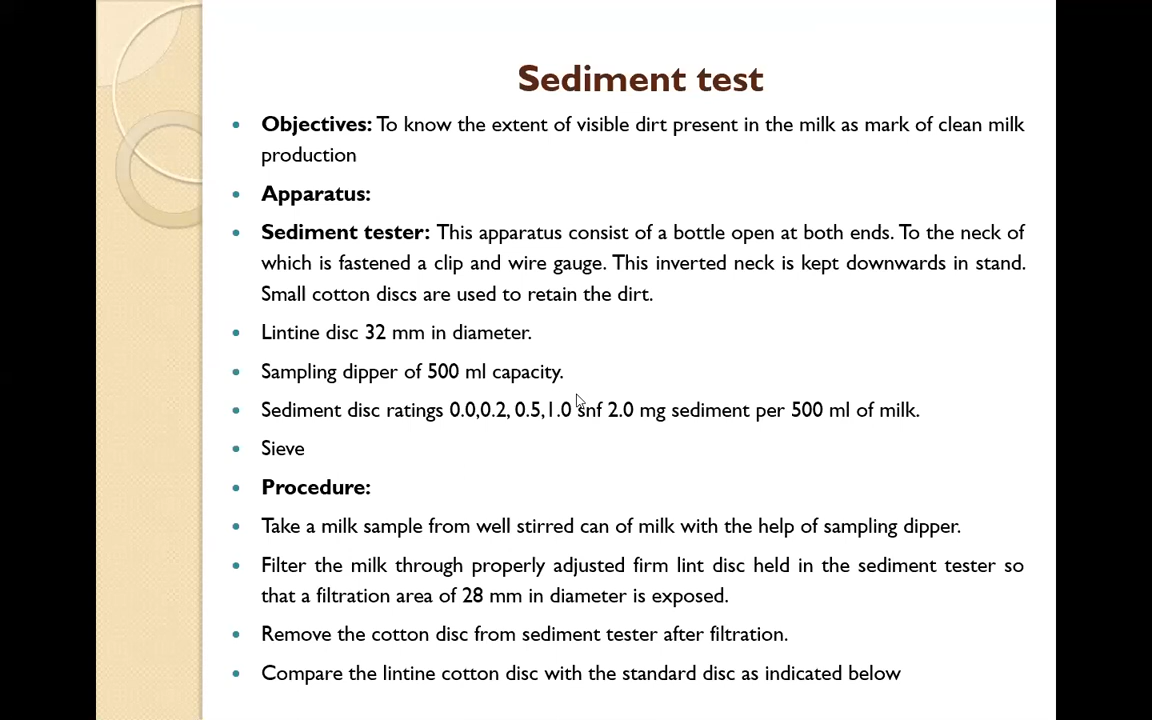 Sediment test
• Objectives: To know the extent of visible dirt present in the milk as mark of clean milk
production
• Apparatus:
• Sediment tester: This apparatus consist of a bottle open at both ends. To the neck of
which is fastened a clip and wire gauge. This inverted neck is kept downwards in stand.
Small cotton discs are used to retain the dirt.
• Lintine disc 32 mm in diameter.
• Sampling dipper of 500 ml capacity.
• Sediment disc ratings 0.0,0.2, 0.5,1.0 snf 2.0 mg sediment per 500 ml of milk.
• Sieve
• Procedure:
• Take a milk sample from well stirred can of milk with the help of sampling dipper.
• Filter the milk through properly adjusted firm lint disc held in the sediment tester so
that a filtration area of 28 mm in diameter is exposed.
• Remove the cotton disc from sediment tester after filtration.
• Compare the lintine cotton disc with the standard disc as indicated below